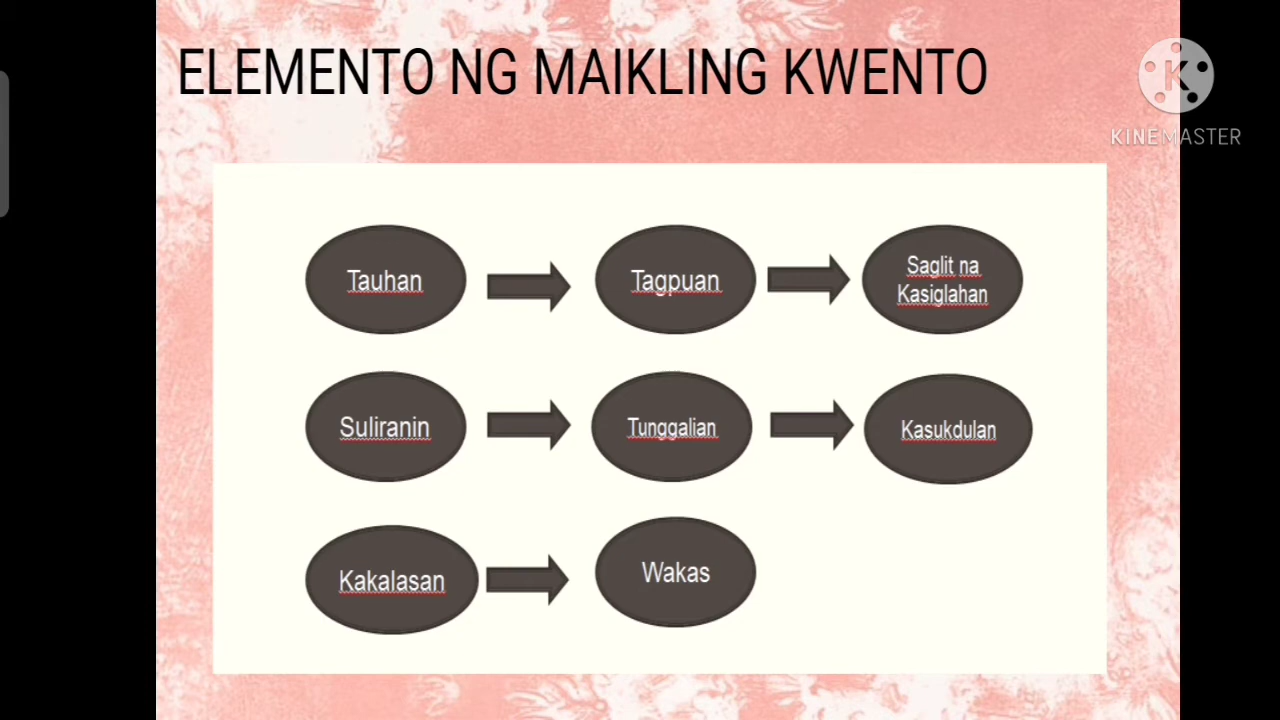 ELEMENTO NG MAIKLING KWENTO
KINEMASTER
Tauhan
Tagpuan
Saglit na
Kasiglahan
Suliranin
Tunggalian
Kasukdulan
Kakalasan
Wakas